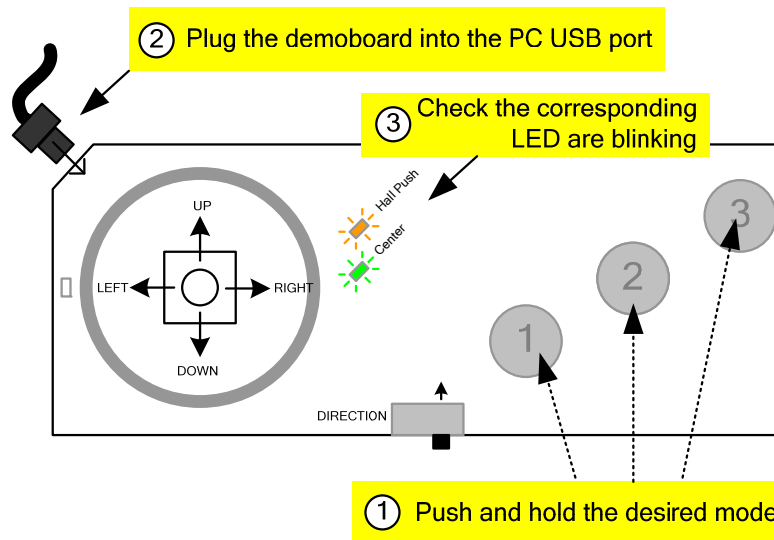 2 Plug the demoboard into the PC USB port
3 Check the corresponding
LED are blinking
Hall Push
Center
UP
LEFT
RIGHT
DOWN
DIRECTION
1
2
3
1 Push and hold the desired mode